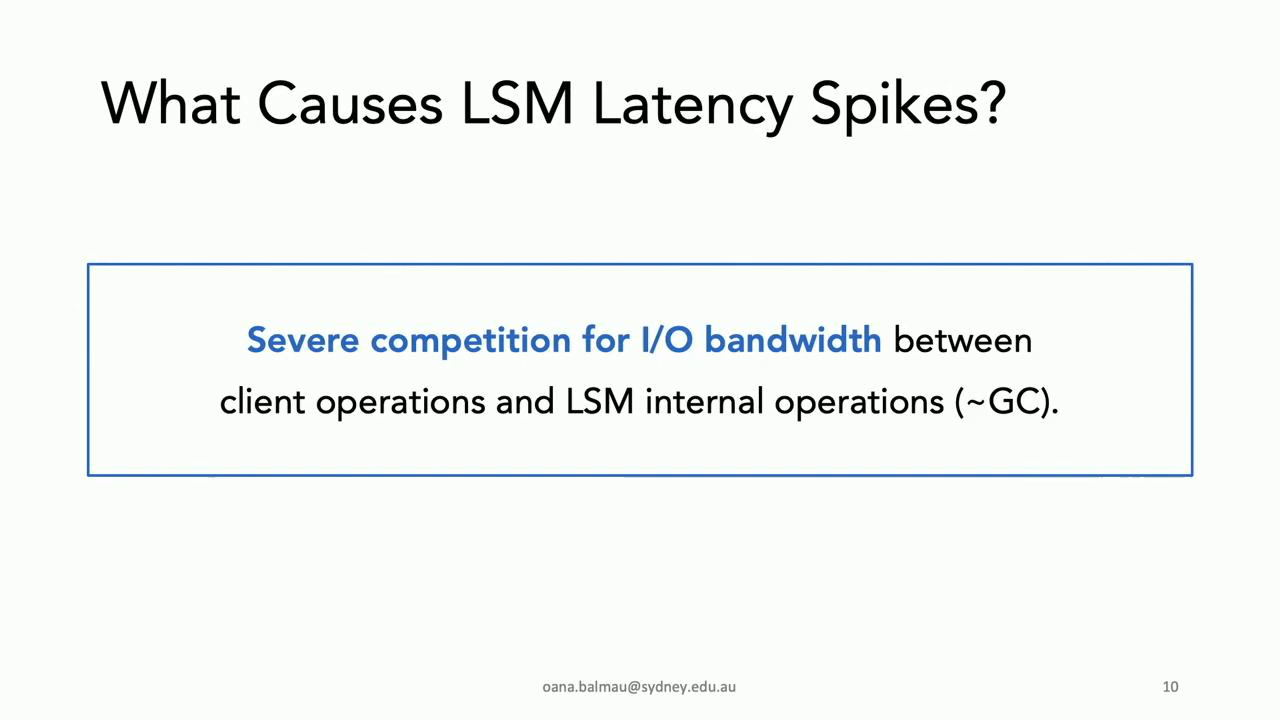 What Causes LSM Latency Spikes?
Severe competition for I/O bandwidth between
client operations and LSM internal operations (~GC).
oana.balmau@sydney.edu.au
10